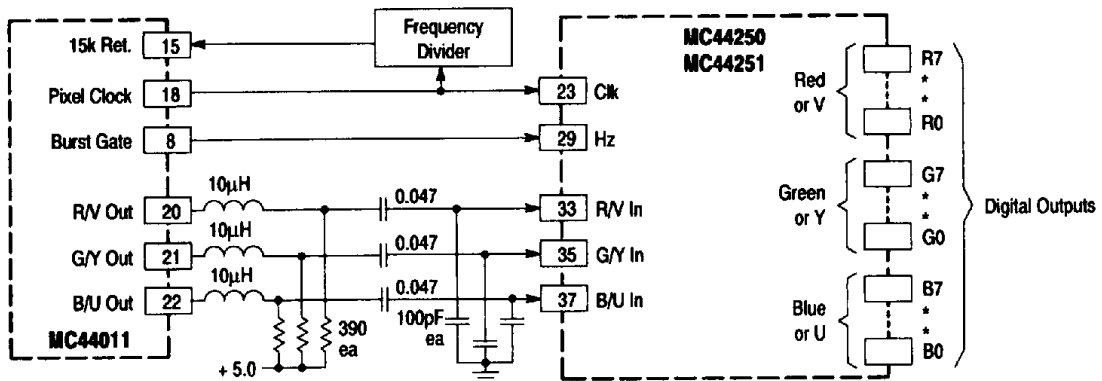 15k Ret.
15
Frequency
Divider
MC44250
MC44251
Pixel Clock
18
23
Clk
Burst Gate
8
29
Hz
R/V Out
20
10µH
0.047
33
R/V In
G/Y Out
21
10µH
0.047
35
G/Y In
B/U Out
22
10µH
0.047
37
B/U In
MC44011
390
ea
+ 5.0
100pF
ea
Red
or V
R7
*
*
R0
Green
or Y
G7
*
*
G0
Blue
or U
B7
*
*
B0
Digital Outputs